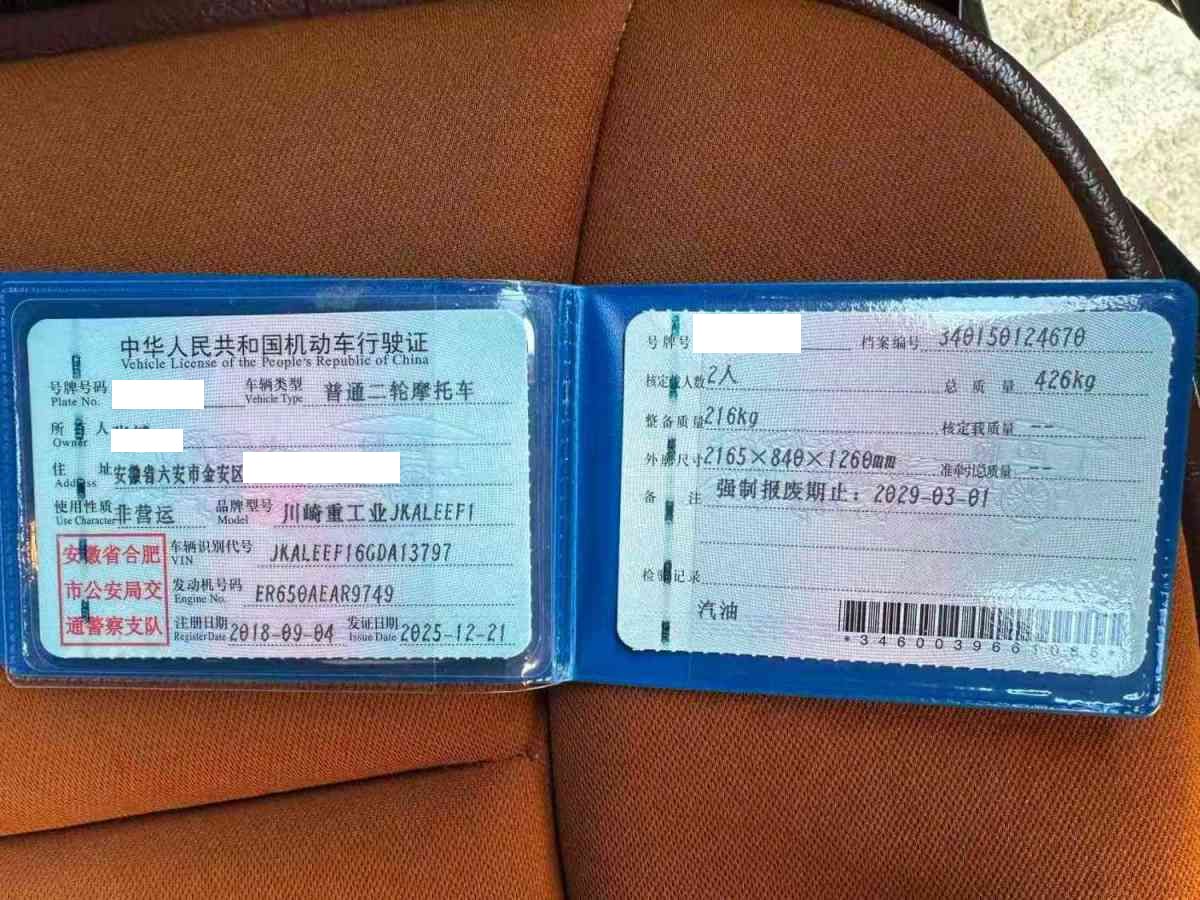 中华人民共和国机动车行驶证
Vehicle License of the People's Republic of China
号牌号码 车辆类型 普通二轮摩托车
Plate No. Vehicle Type
所 人
Owner
住 址 安徽省六安市金安区
Address
使用性质 非营运 品牌型号 川崎重工业JKALEEF1
Use Character Model
安徽省合肥
市公安局交
通警察支队
车辆识别代号 JKALEEF16GDA13797
VIN
发动机号码 ER650AEAR9749
Engine No.
注册日期 2018-09-04 发证日期 2025-12-21
Register Date Issue Date
号牌号 档案编号 340150124670
核定 人数 2人 总 质 量 426kg
整备质量 216kg 核定载质量 --
外廓尺寸 2165×840×1260mm 准牵引总质量 --
备 注 强制报废期止：2029-03-01
检验记录
汽油
*3460039661086*